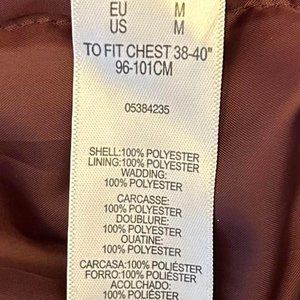 EU M
US M
TO FIT CHEST 38-40"
96-101CM
05384235
SHELL:100% POLYESTER
LINING:100% POLYESTER
WADDING:
100% POLYESTER
CARCASSE:
100% POLYESTER
DOUBLURE:
100% POLYESTER
OUATINE:
100% POLYESTER
CARCASA:100% POLIÉSTER
FORRO:100% POLIÉSTER
ACOLCHADO:
100% POLIÉSTER